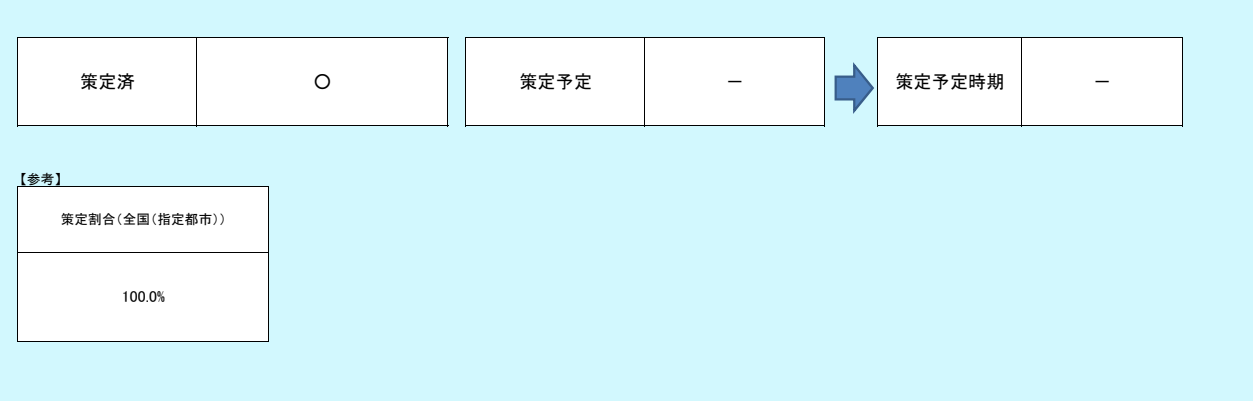 策定済 ○ 策定予定 － 策定予定時期 －
【参考】
策定割合(全国(指定都市))
100.0%